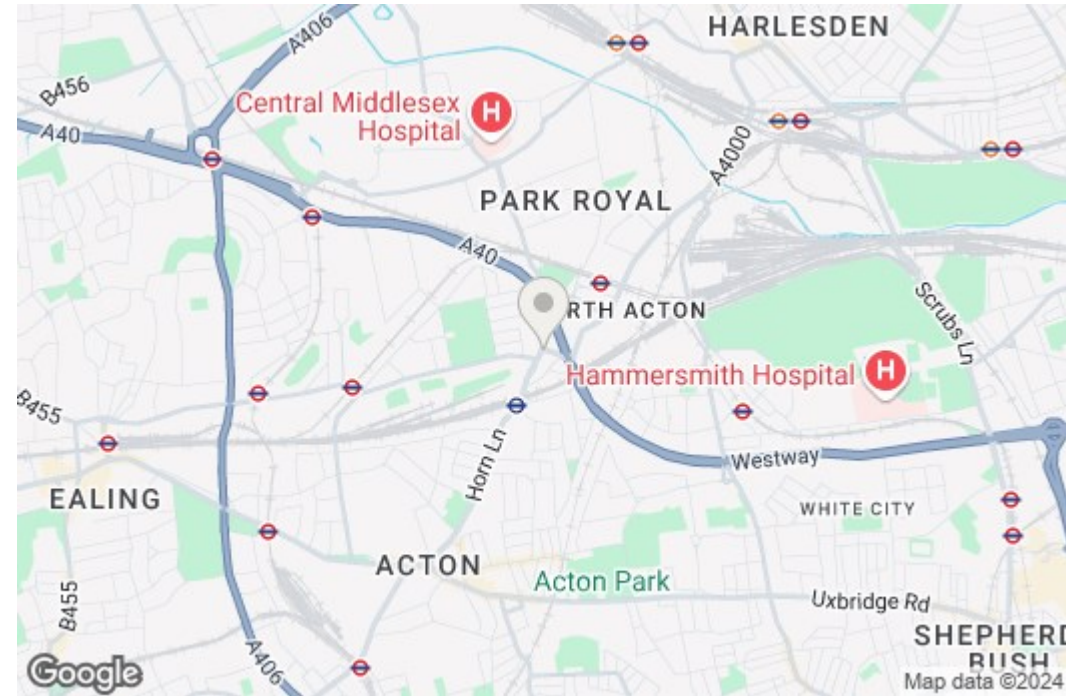 HARLESDEN
A406
B456
A40
Central Middlesex
Hospital
H
A4000
PARK ROYAL
A40
RTH ACTON
Scrubs Ln
Hammersmith Hospital
H
B455
Horn Ln
Westway
EALING
WHITE CITY
ACTON
Acton Park
Uxbridge Rd
B455
A406
SHEPHERD
BUSH
Google
Map data ©2024